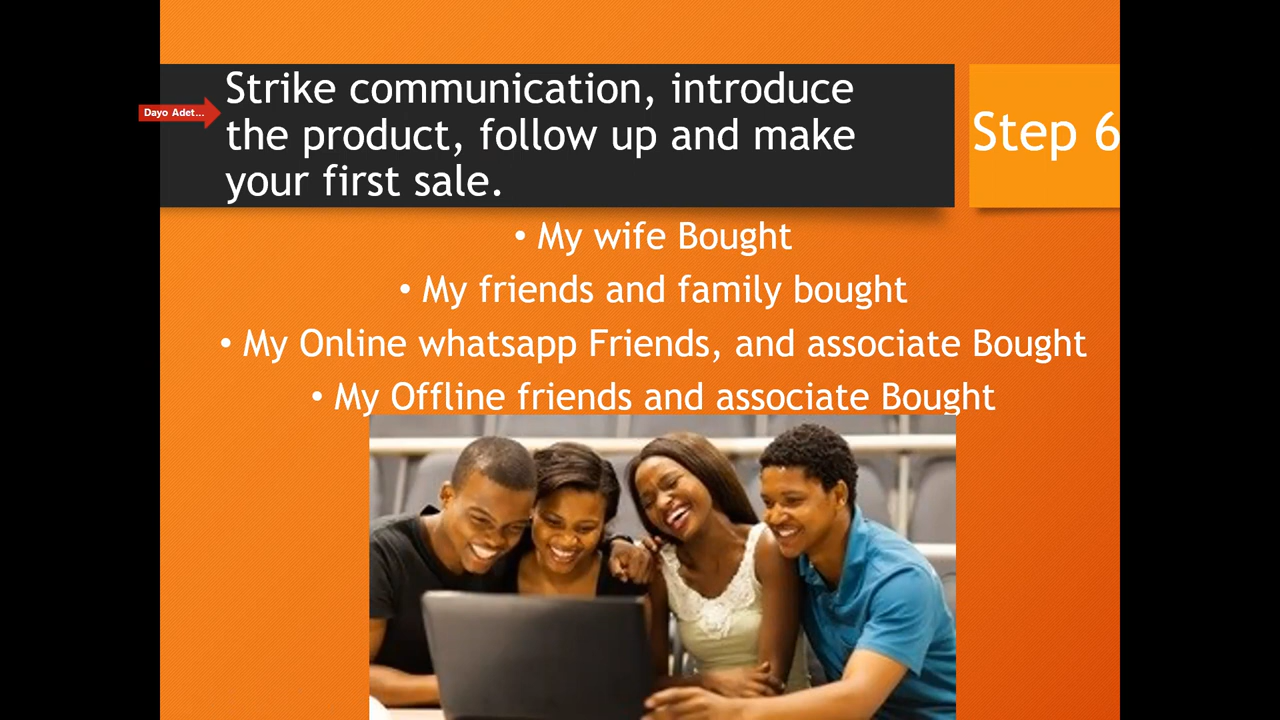 Strike communication, introduce
the product, follow up and make
your first sale.
Step 6
Dayo Adet...
• My wife Bought
• My friends and family bought
• My Online whatsapp Friends, and associate Bought
• My Offline friends and associate Bought